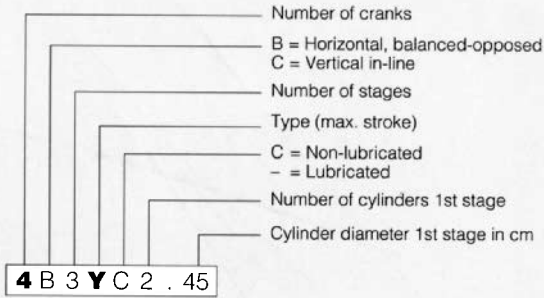 Number of cranks
B = Horizontal, balanced-opposed
C = Vertical in-line
Number of stages
Type (max. stroke)
C = Non-lubricated
– = Lubricated
Number of cylinders 1st stage
Cylinder diameter 1st stage in cm
4 B 3 Y C 2 . 45